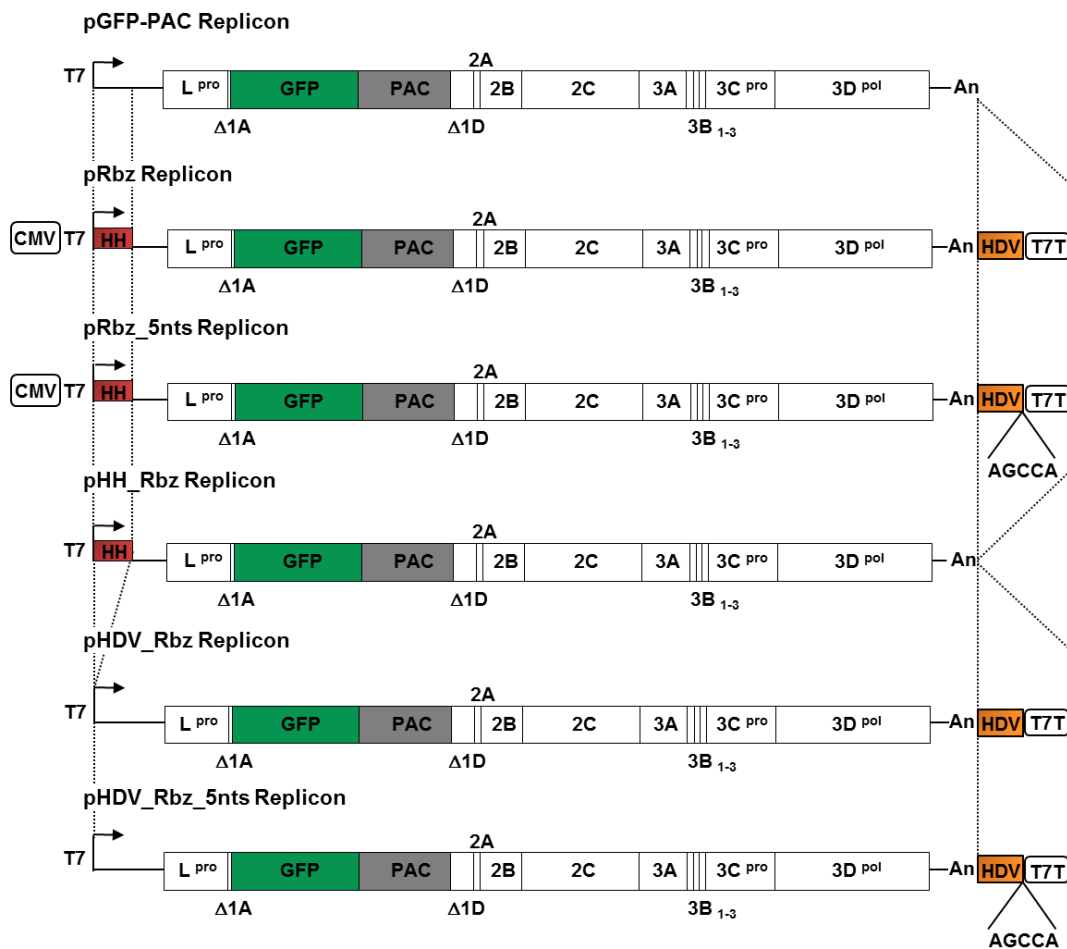 pGFP-PAC Replicon
2A
T7 L pro GFP PAC 2B 2C 3A 3C pro 3D pol An
Δ1A Δ1D 3B 1-3
pRbz Replicon
2A
CMV T7 HH L pro GFP PAC 2B 2C 3A 3C pro 3D pol An HDV T7T
Δ1A Δ1D 3B 1-3
pRbz_5nts Replicon
2A
CMV T7 HH L pro GFP PAC 2B 2C 3A 3C pro 3D pol An HDV T7T
Δ1A Δ1D 3B 1-3
AGCCA
pHH_Rbz Replicon
2A
T7 HH L pro GFP PAC 2B 2C 3A 3C pro 3D pol An
Δ1A Δ1D 3B 1-3
pHDV_Rbz Replicon
2A
T7 L pro GFP PAC 2B 2C 3A 3C pro 3D pol An HDV T7T
Δ1A Δ1D 3B 1-3
pHDV_Rbz_5nts Replicon
2A
T7 L pro GFP PAC 2B 2C 3A 3C pro 3D pol An HDV T7T
Δ1A Δ1D 3B 1-3
AGCCA